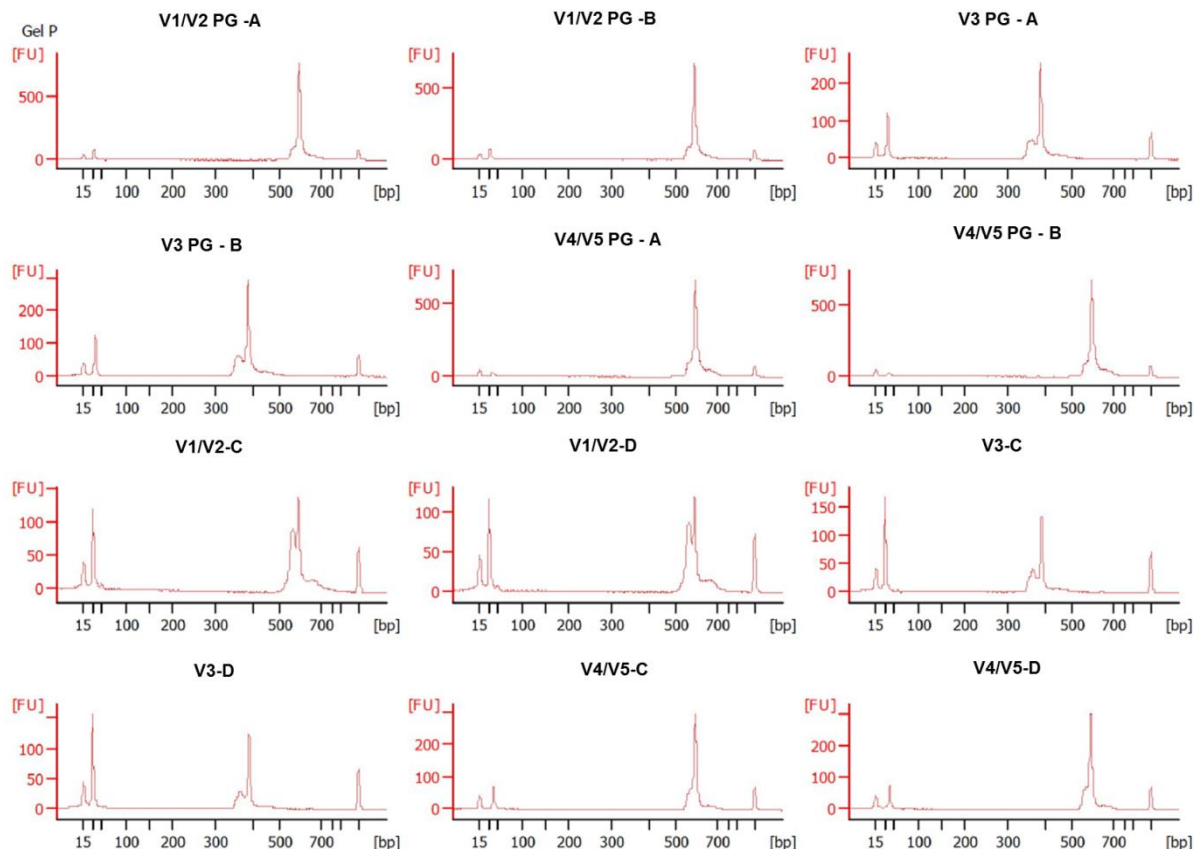 V1/V2 PG -A
V1/V2 PG -B
V3 PG - A
Gel P
[FU]
500
0
15 100 200 300 500 700 [bp]
[FU]
500
0
15 100 200 300 500 700 [bp]
[FU]
200
100
0
15 100 200 300 500 700 [bp]
V3 PG - B
V4/V5 PG - A
V4/V5 PG - B
[FU]
200
100
0
15 100 200 300 500 700 [bp]
[FU]
500
0
15 100 200 300 500 700 [bp]
[FU]
500
0
15 100 200 300 500 700 [bp]
V1/V2-C
V1/V2-D
V3-C
[FU]
100
50
0
15 100 200 300 500 700 [bp]
[FU]
100
50
0
15 100 200 300 500 700 [bp]
[FU]
150
100
50
0
15 100 200 300 500 700 [bp]
V3-D
V4/V5-C
V4/V5-D
[FU]
100
50
0
15 100 200 300 500 700 [bp]
[FU]
200
100
0
15 100 200 300 500 700 [bp]
[FU]
200
100
0
15 100 200 300 500 700 [bp]